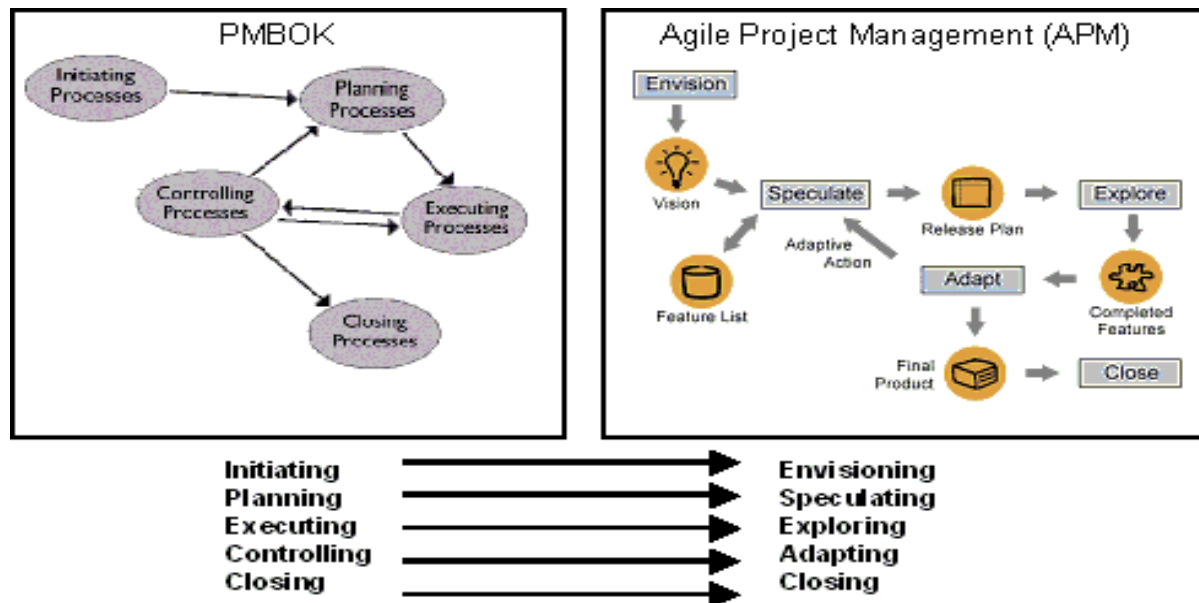 PMBOK
Initiating
Processes
Planning
Processes
Controlling
Processes
Executing
Processes
Closing
Processes
Agile Project Management (APM)
Envision
Vision
Speculate
Feature List
Adaptive
Action
Release Plan
Explore
Adapt
Completed
Features
Final
Product
Close
Initiating
Planning
Executing
Controlling
Closing
Envisioning
Speculating
Exploring
Adapting
Closing